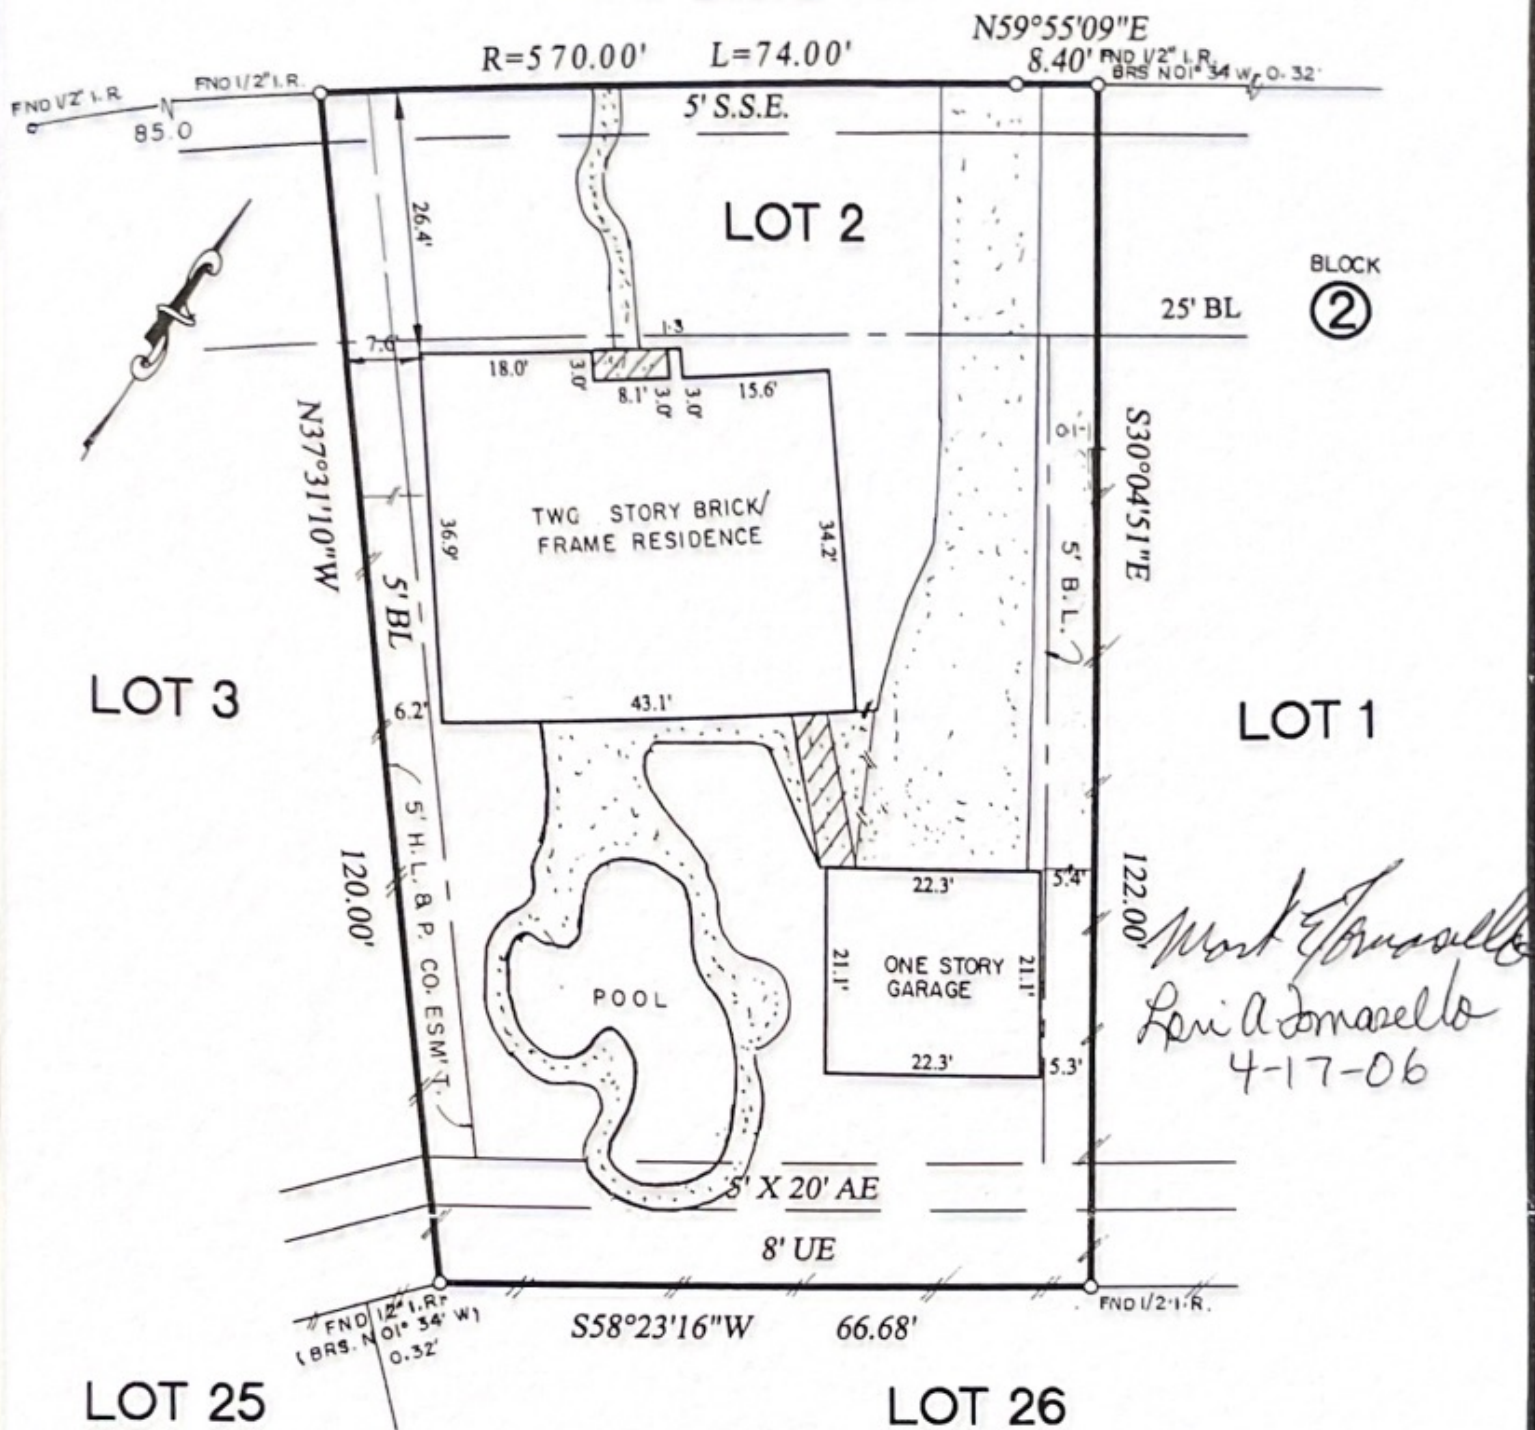 N59°55'09"E
R=570.00' L=74.00' 8.40'
FND 1/2" I.R.
BRS N01° 34 W, 0.32'
FND 1/2" I.R.
FND 1/2" I.R
N
85.0
5' S.S.E.
26.4'
LOT 2
BLOCK
2
25' BL
1.3
7.6'
18.0'
3.0'
8.1'
3.0'
3.0'
15.6'
N37°31'10"W
S30°04'51"E
TWO STORY BRICK/
FRAME RESIDENCE
36.9'
34.2'
5' BL
5' B.L.
LOT 3
6.2'
43.1'
LOT 1
5' H.L. & P. CO. ESM'T.
120.00'
122.00'
22.3'
5.4'
21.1'
ONE STORY
GARAGE
21.1'
POOL
22.3'
5.3'
Mark E Tomasello
Lori A Tomasello
4-17-06
5' X 20' AE
8' UE
FND 1/2" I.R.
(BRS. N01° 34' W)
0.32'
S58°23'16"W 66.68'
FND 1/2 I.R.
LOT 25
LOT 26